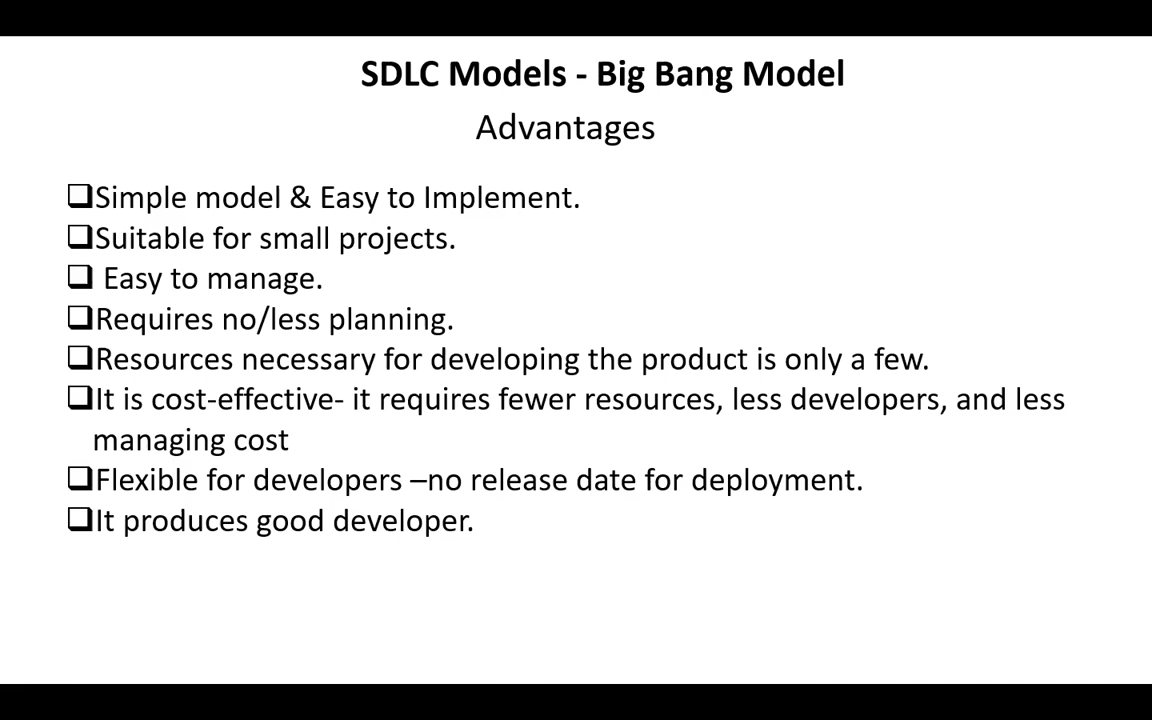 SDLC Models - Big Bang Model
Advantages
❑Simple model & Easy to Implement.
❑Suitable for small projects.
❑ Easy to manage.
❑Requires no/less planning.
❑Resources necessary for developing the product is only a few.
❑It is cost-effective- it requires fewer resources, less developers, and less
managing cost
❑Flexible for developers –no release date for deployment.
❑It produces good developer.